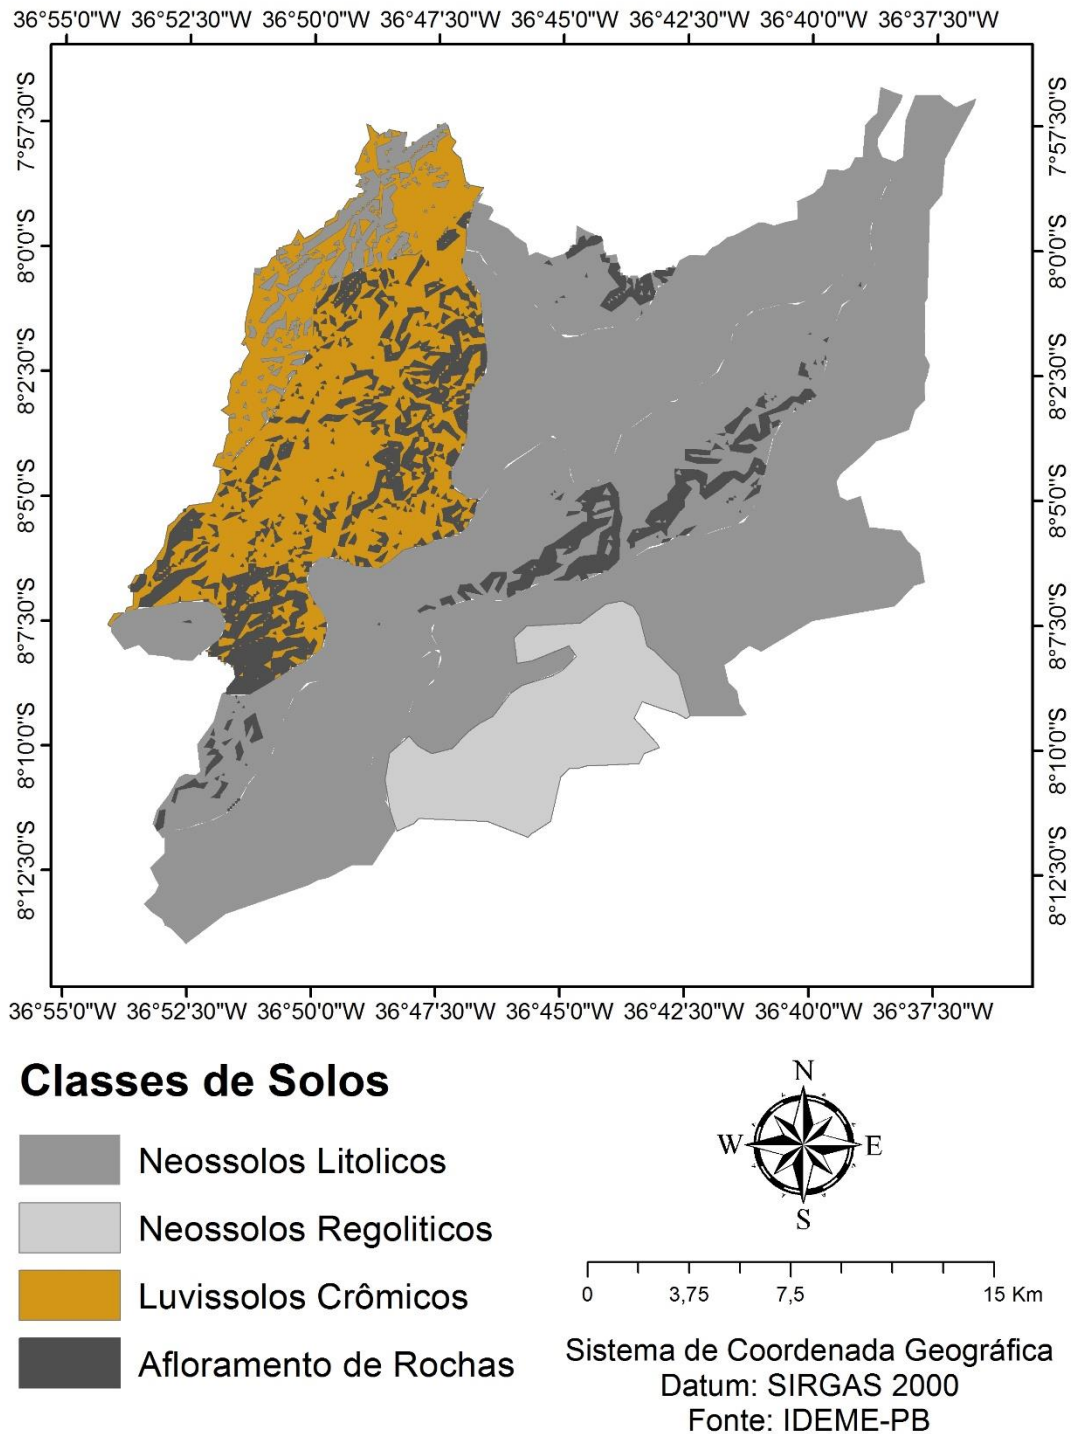 36°55'0"W 36°52'30"W 36°50'0"W 36°47'30"W 36°45'0"W 36°42'30"W 36°40'0"W 36°37'30"W
7°57'30"S 7°57'30"S
8°0'0"S 8°0'0"S
8°2'30"S 8°2'30"S
8°5'0"S 8°5'0"S
8°7'30"S 8°7'30"S
8°10'0"S 8°10'0"S
8°12'30"S 8°12'30"S
36°55'0"W 36°52'30"W 36°50'0"W 36°47'30"W 36°45'0"W 36°42'30"W 36°40'0"W 36°37'30"W
Classes de Solos
Neossolos Litolicos
Neossolos Regoliticos
Luvissolos Crômicos
Afloramento de Rochas
N
W E
S
0 3,75 7,5 15 Km
Sistema de Coordenada Geográfica
Datum: SIRGAS 2000
Fonte: IDEME-PB